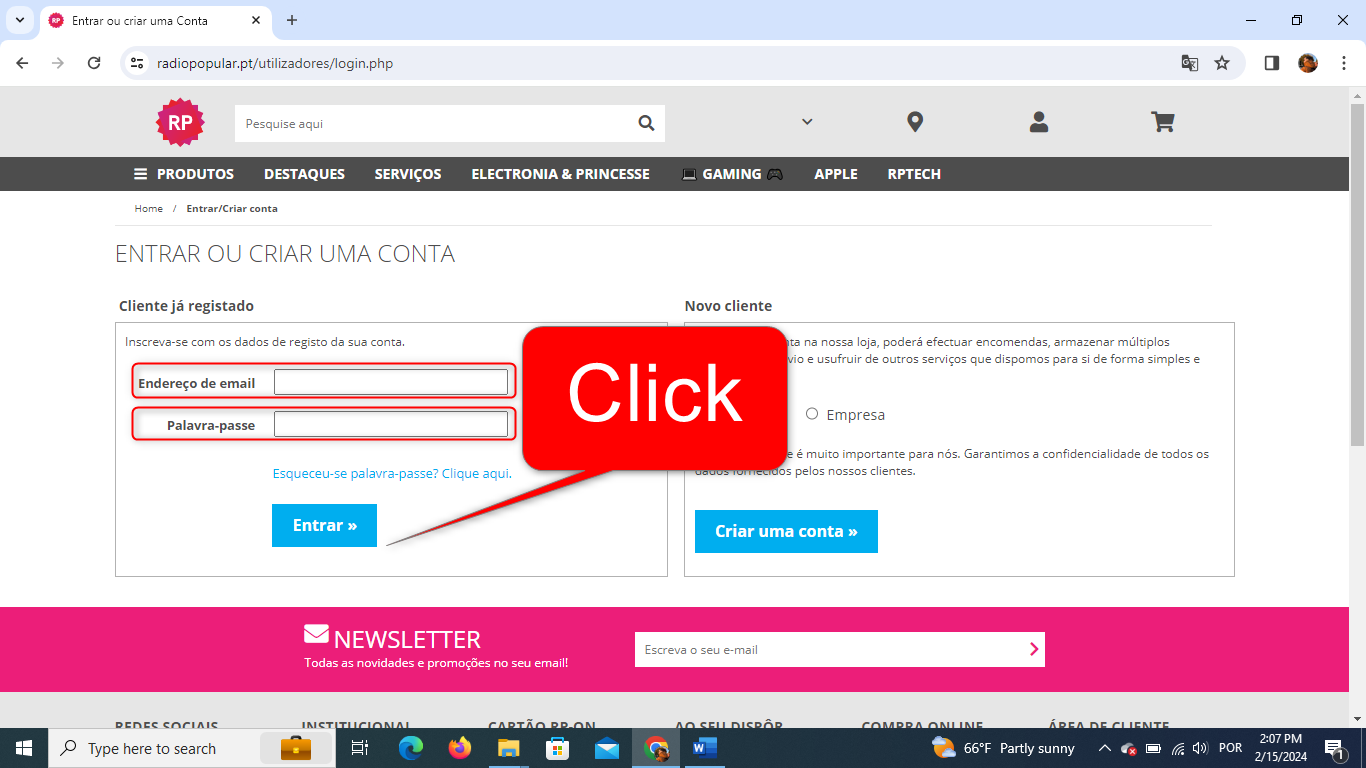 Entrar ou criar uma Conta
radiopopular.pt/utilizadores/login.php
RP
Pesquise aqui
PRODUTOS DESTAQUES SERVIÇOS ELECTRONIA & PRINCESSE GAMING APPLE RPTECH
Home / Entrar/Criar conta
ENTRAR OU CRIAR UMA CONTA
Cliente já registado
Inscreva-se com os dados de registo da sua conta.
Endereço de email
Palavra-passe
Esqueceu-se palavra-passe? Clique aqui.
Entrar »
Click
Novo cliente
na nossa loja, poderá efectuar encomendas, armazenar múltiplos
e usufruir de outros serviços que dispomos para si de forma simples e
Empresa
é muito importante para nós. Garantimos a confidencialidade de todos os
dados fornecidos pelos nossos clientes.
Criar uma conta »
NEWSLETTER
Todas as novidades e promoções no seu email!
Escreva o seu e-mail
REDES SOCIAIS INSTITUCIONAL CARTÃO RP-ON AO SEU DISPÔR COMPRA ONLINE ÁREA DE CLIENTE
Type here to search
66°F Partly sunny
POR
2:07 PM
2/15/2024
1